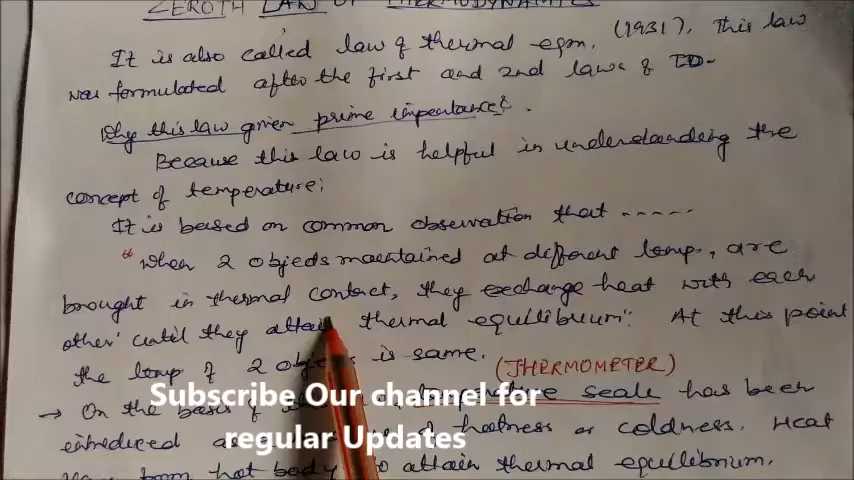 ZEROTH LAW OF THERMODYNAMICS
It is also called law of thermal eqm. (1931). This law
was formulated after the first and 2nd laws of TD.
Why this law given prime importance?
Because this law is helpful in understanding the
concept of temperature;
It is based on common observation that ------
"When 2 objects maintained at different temp, are
brought in thermal contact, they exchange heat with each
other until they attain thermal equilibrium". At this point
the temp of 2 is same.
(THERMOMETER)
→ On the basis of scale has been
introduced of hotness or coldness. Heat
from hot body to attain thermal equilibrium.
Subscribe Our channel for
regular Updates